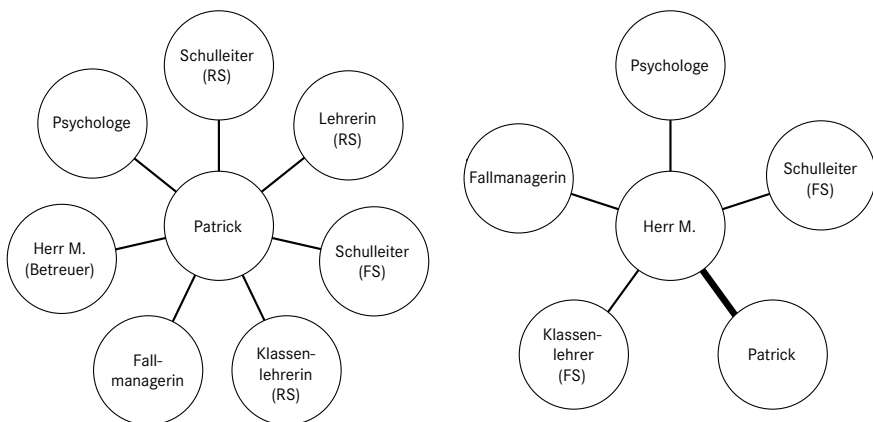 Schulleiter
(RS)
Psychologe
Lehrerin
(RS)
Patrick
Herr M.
(Betreuer)
Schulleiter
(FS)
Fall-
managerin
Klassen-
lehrerin
(RS)
Psychologe
Fallmanagerin
Schulleiter
(FS)
Herr M.
Klassen-
lehrer
(FS)
Patrick